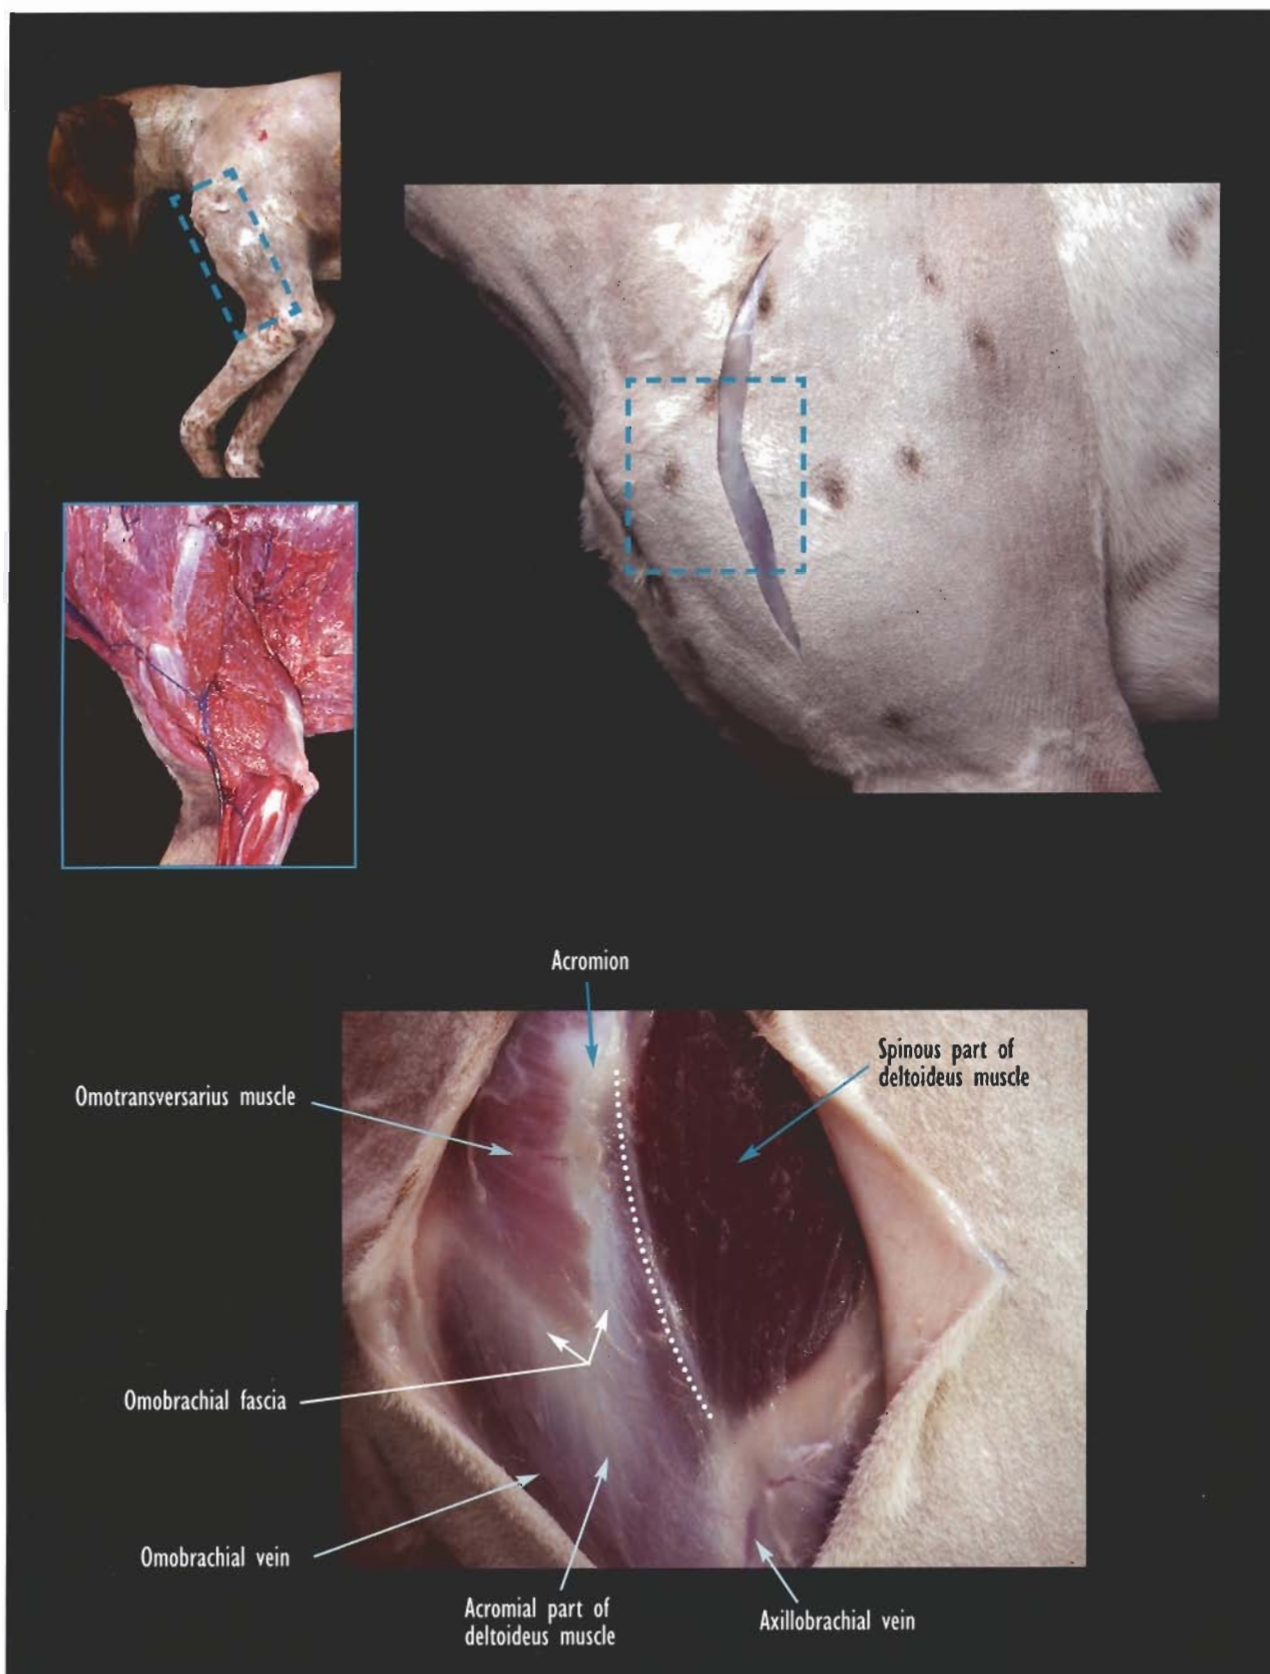 Acromion
Spinous part of
deltoideus muscle
Omotransversarius muscle
Omobrachial fascia
Omobrachial vein
Acromial part of
deltoideus muscle
Axillobrachial vein